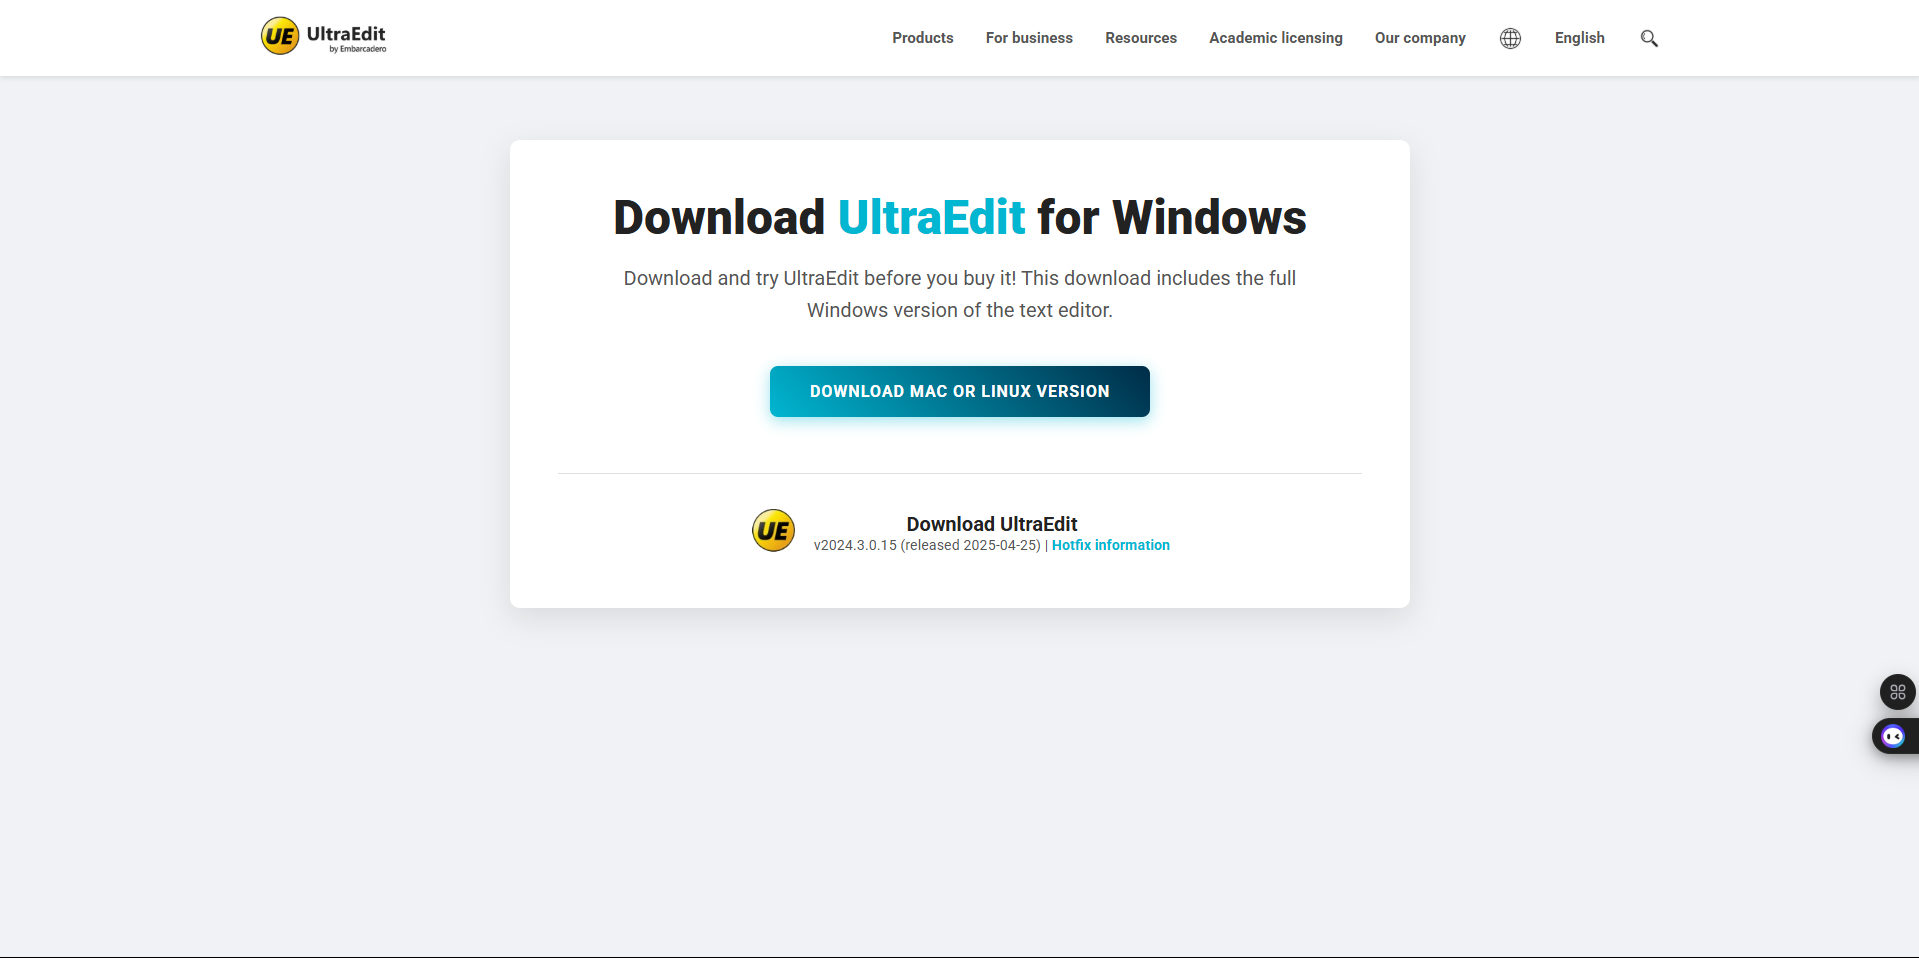 UE UltraEdit
by Embarcadero
Products For business Resources Academic licensing Our company English
Download UltraEdit for Windows
Download and try UltraEdit before you buy it! This download includes the full
Windows version of the text editor.
DOWNLOAD MAC OR LINUX VERSION
UE
Download UltraEdit
v2024.3.0.15 (released 2025-04-25) | Hotfix information